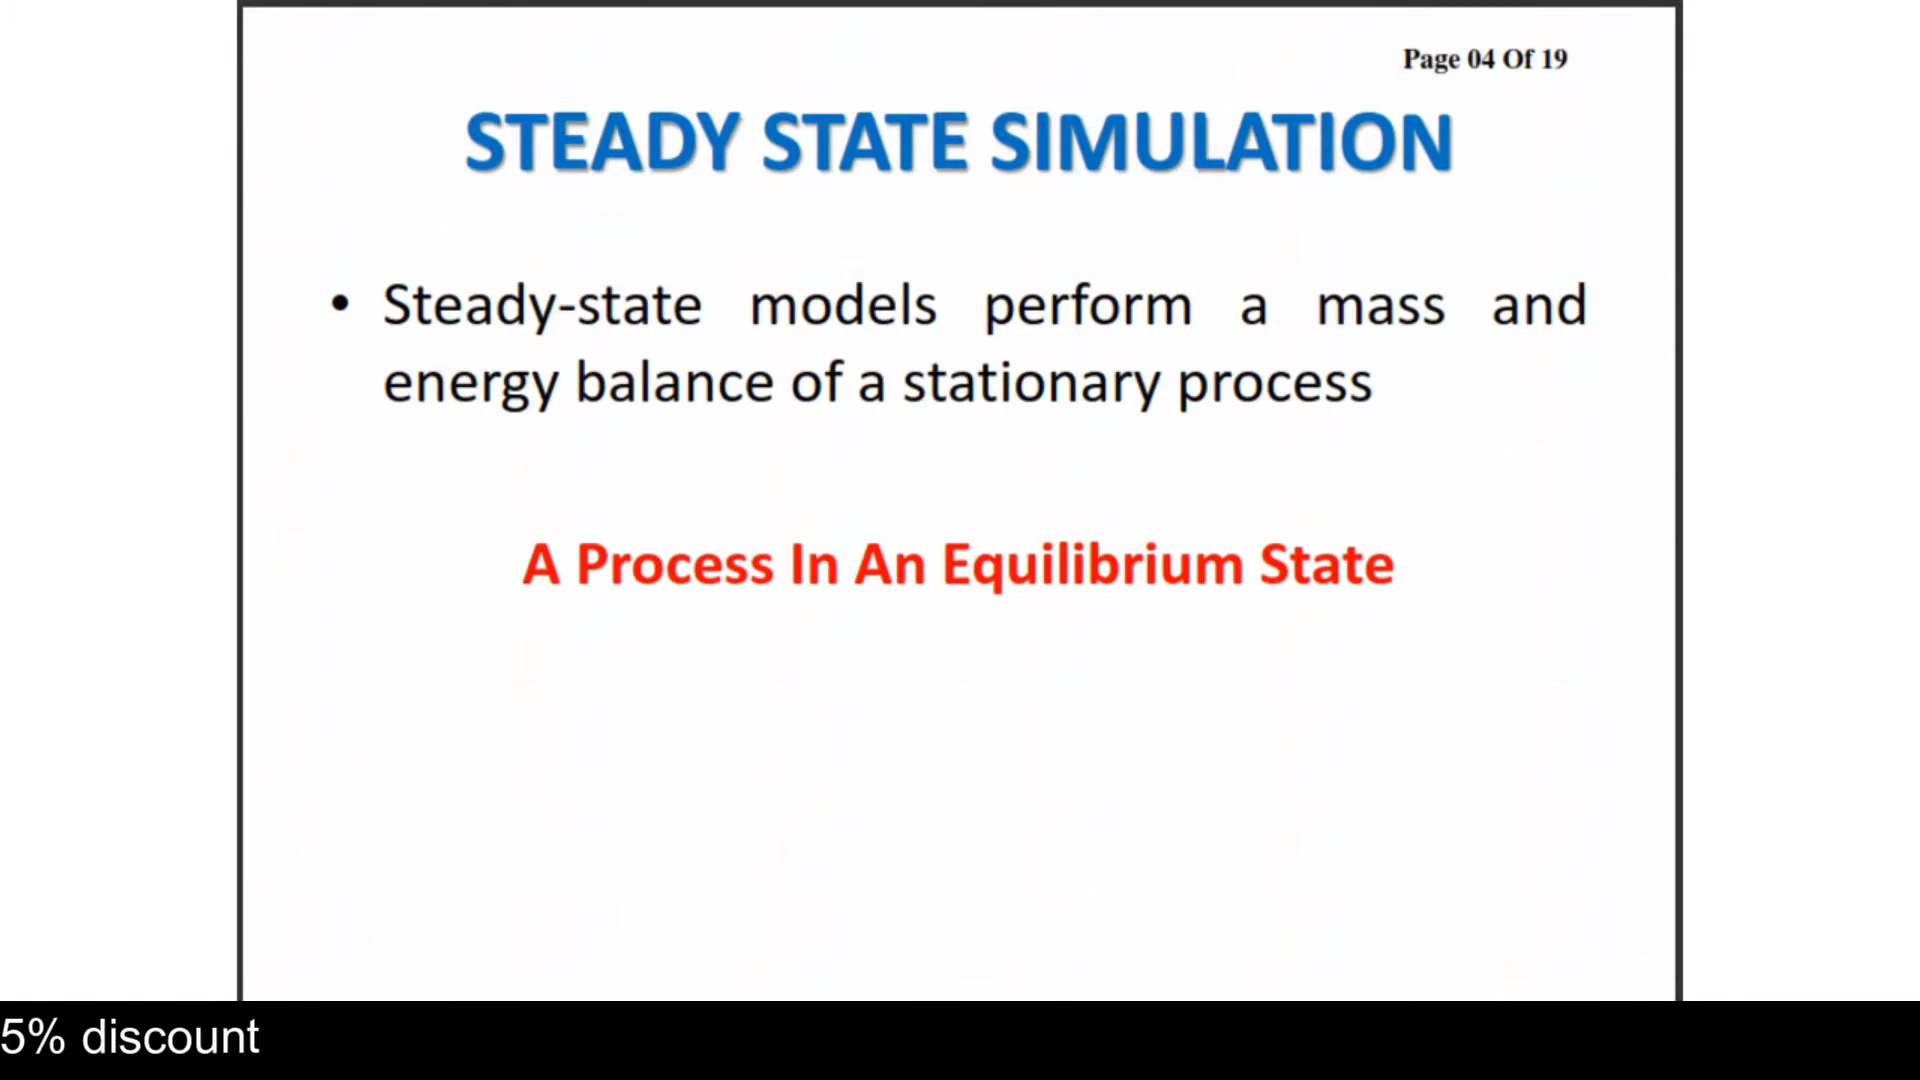 Page 04 Of 19
STEADY STATE SIMULATION
• Steady-state models perform a mass and
energy balance of a stationary process
A Process In An Equilibrium State
5% discount